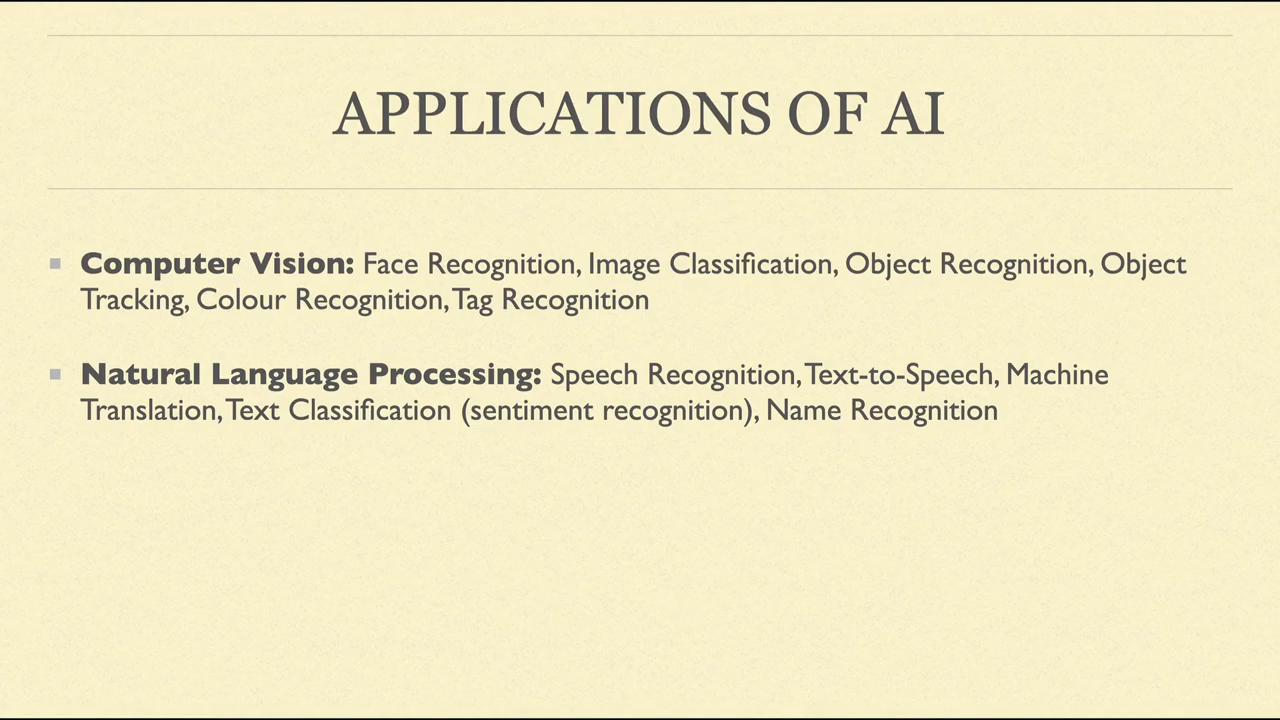 APPLICATIONS OF AI
Computer Vision: Face Recognition, Image Classification, Object Recognition, Object
Tracking, Colour Recognition, Tag Recognition
Natural Language Processing: Speech Recognition, Text-to-Speech, Machine
Translation, Text Classification (sentiment recognition), Name Recognition